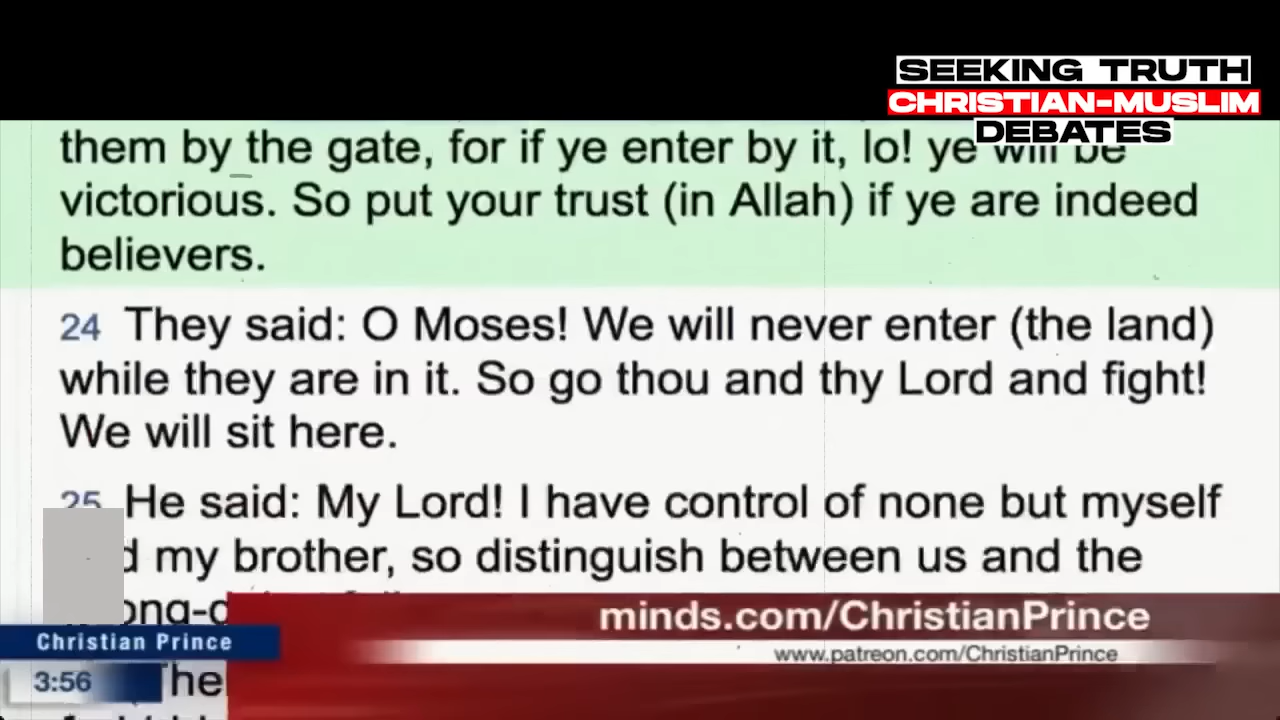 SEEKING TRUTH
CHRISTIAN-MUSLIM
DEBATES
them by the gate, for if ye enter by it, lo! ye will be
victorious. So put your trust (in Allah) if ye are indeed
believers.
24 They said: O Moses! We will never enter (the land)
while they are in it. So go thou and thy Lord and fight!
We will sit here.
25 He said: My Lord! I have control of none but myself
my brother, so distinguish between us and the
minds.com/ChristianPrince
Christian Prince
www.patreon.com/ChristianPrince
3:56